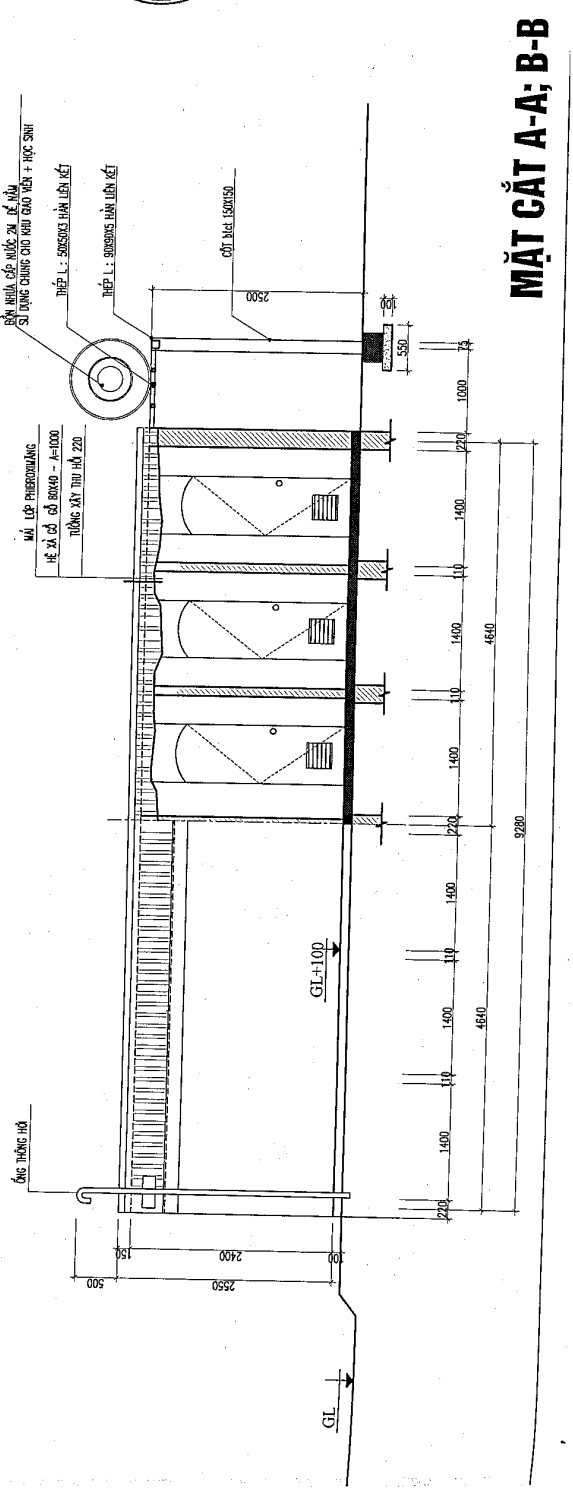 BỒN NHỰA CẤP NƯỚC 2M ĐỂ NẰM
SỬ DỤNG CHUNG CHO KHU GIÁO VIÊN + HỌC SINH
THÉP L : 50X50X3 HÀN LIÊN KẾT
THÉP L : 90X90X5 HÀN LIÊN KẾT
CỘT btct 150X150
MÁI LỢP PHIBROXIMĂNG
HỆ XÀ GỒ GỖ 80X40 - A=1000
TƯỜNG XÂY THU HỒI 220
ỐNG THÔNG HƠI
2500
100
550
75
1000
220
1400
110
1400
110
1400
220
1400
110
1400
110
1400
220
4640
4640
9280
500
150
2400
2550
100
GL+100
GL
MẶT CẮT A-A; B-B